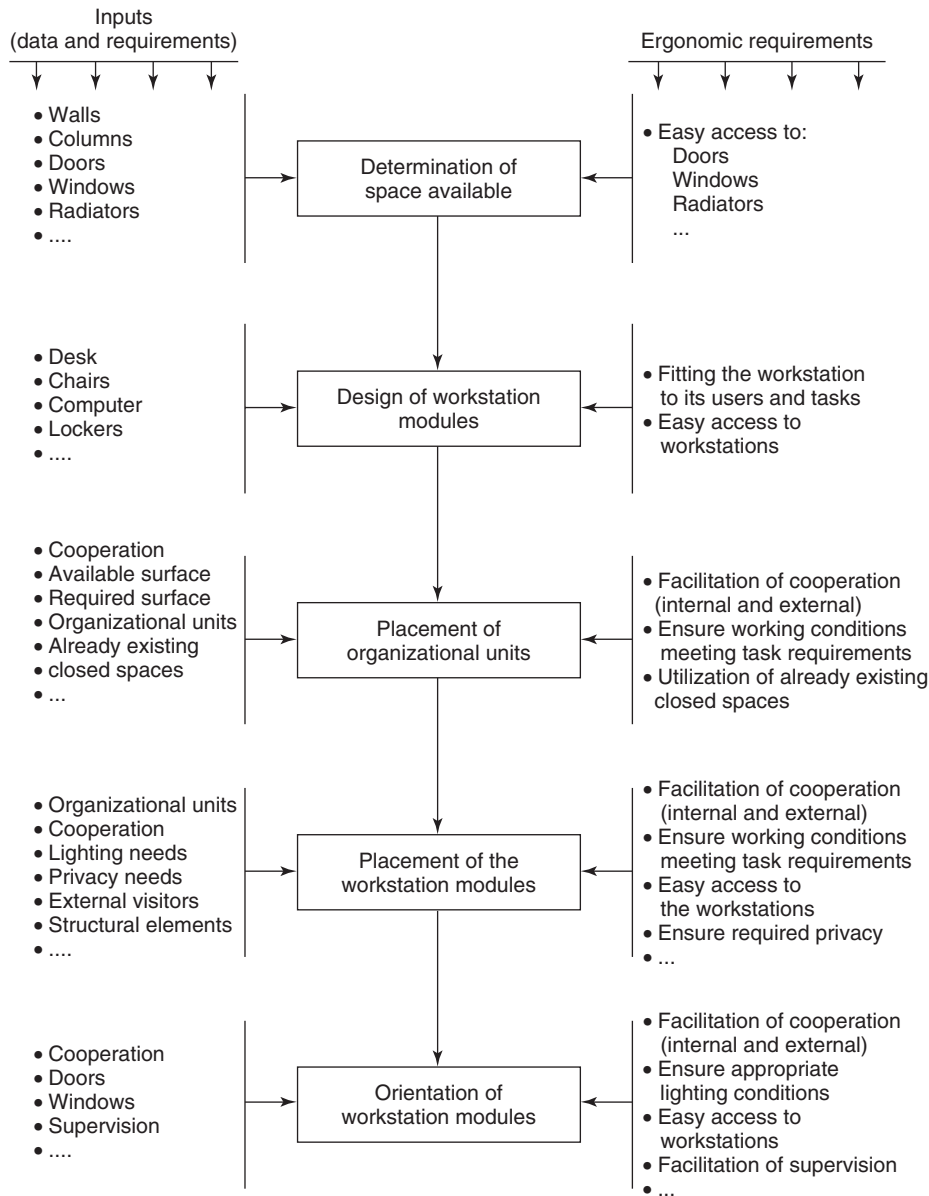 Inputs
(data and requirements)
Ergonomic requirements
• Walls
• Columns
• Doors
• Windows
• Radiators
• ....
Determination of
space available
• Easy access to:
Doors
Windows
Radiators
...
• Desk
• Chairs
• Computer
• Lockers
• ....
Design of workstation
modules
• Fitting the workstation
to its users and tasks
• Easy access to
workstations
• Cooperation
• Available surface
• Required surface
• Organizational units
• Already existing
• closed spaces
• ...
Placement of
organizational units
• Facilitation of cooperation
(internal and external)
• Ensure working conditions
meeting task requirements
• Utilization of already existing
closed spaces
• Organizational units
• Cooperation
• Lighting needs
• Privacy needs
• External visitors
• Structural elements
• ....
Placement of the
workstation modules
• Facilitation of cooperation
(internal and external)
• Ensure working conditions
meeting task requirements
• Easy access to
the workstations
• Ensure required privacy
• ...
• Cooperation
• Doors
• Windows
• Supervision
• ....
Orientation of
workstation modules
• Facilitation of cooperation
(internal and external)
• Ensure appropriate
lighting conditions
• Easy access to
workstations
• Facilitation of supervision
• ...